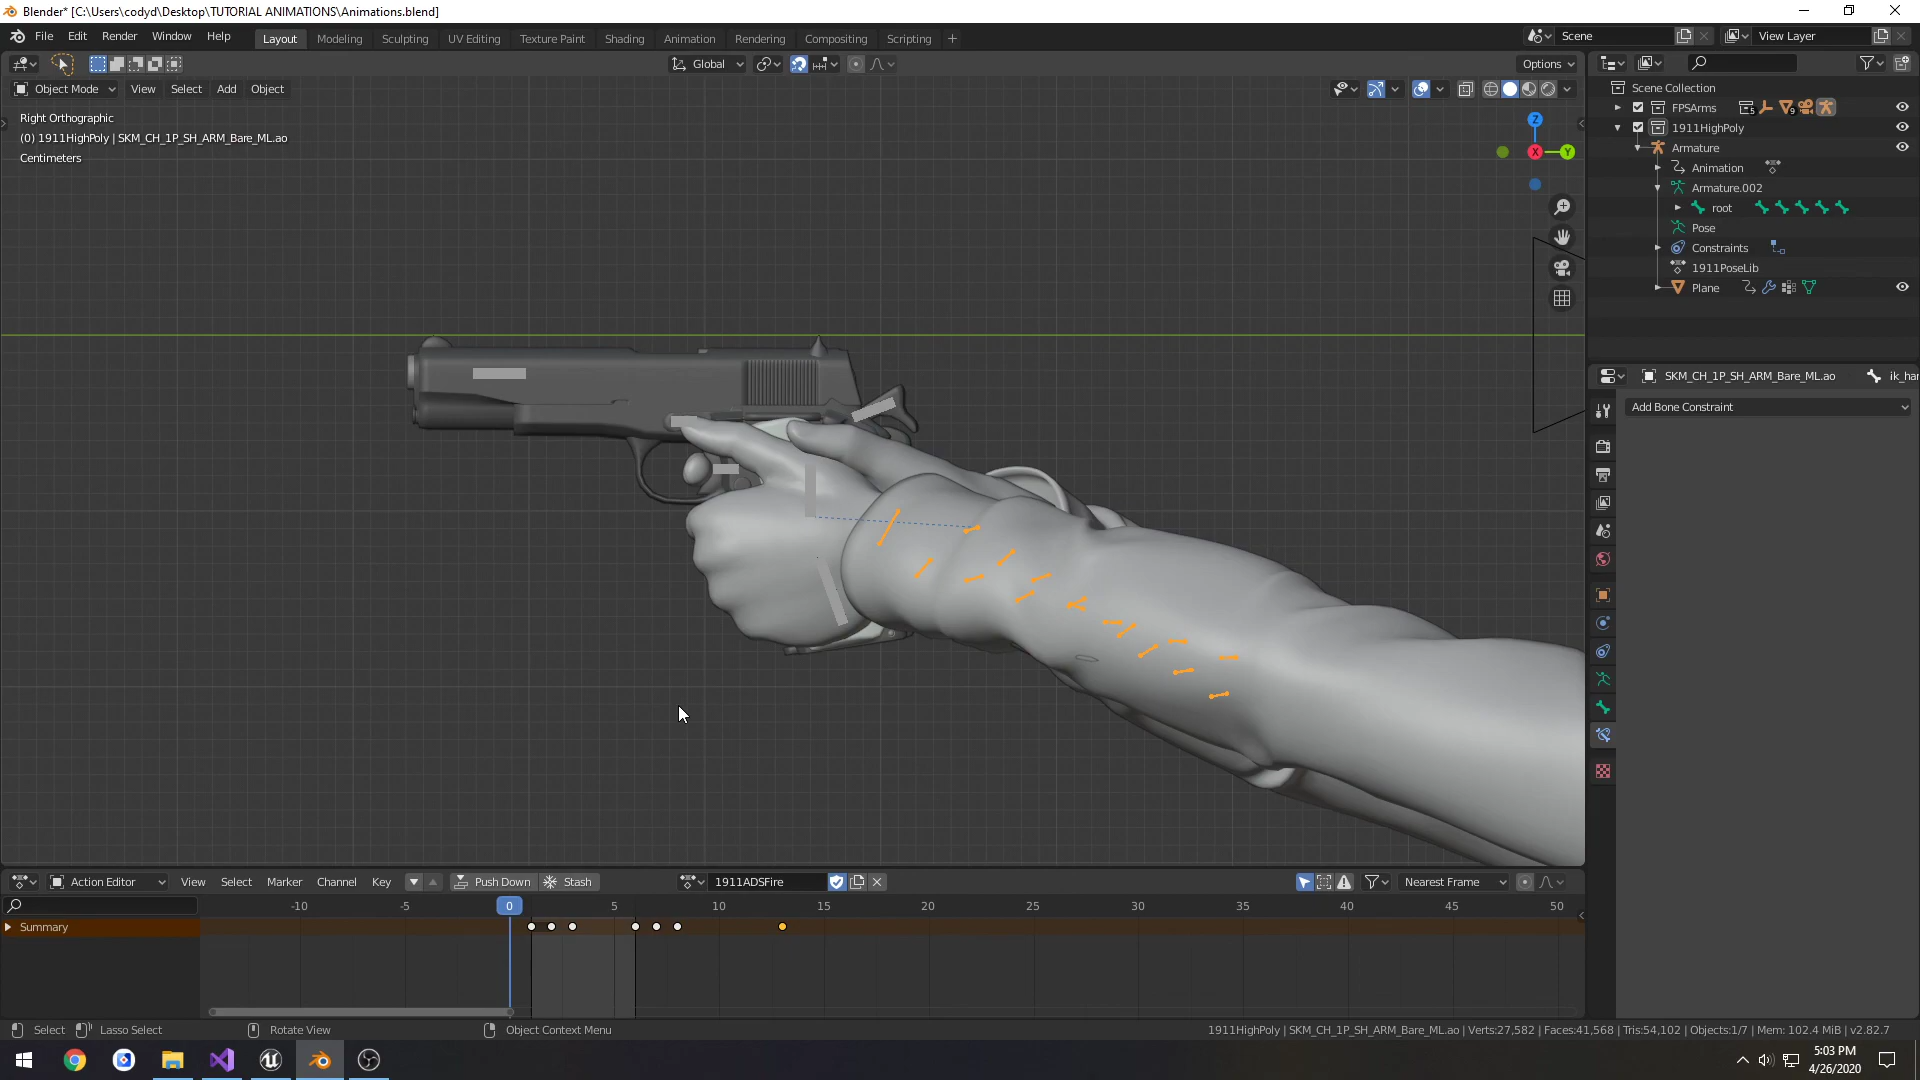 Blender* [C:\Users\codyd\Desktop\TUTORIAL ANIMATIONS\Animations.blend]
File Edit Render Window Help Layout Modeling Sculpting UV Editing Texture Paint Shading Animation Rendering Compositing Scripting + Scene View Layer
Global Options
Object Mode View Select Add Object
Right Orthographic
(0) 1911HighPoly | SKM_CH_1P_SH_ARM_Bare_ML.ao
Centimeters
Z
X
Y
Scene Collection
FPSArms 5 9
1911HighPoly
Armature
Animation
Armature.002
root
Pose
Constraints
1911PoseLib
Plane
SKM_CH_1P_SH_ARM_Bare_ML.ao ik_har
Add Bone Constraint
Action Editor View Select Marker Channel Key Push Down Stash 1911ADSFire Nearest Frame
-10 -5 0 5 10 15 20 25 30 35 40 45 50
Summary
Select Lasso Select Rotate View Object Context Menu 1911HighPoly | SKM_CH_1P_SH_ARM_Bare_ML.ao | Verts:27,582 | Faces:41,568 | Tris:54,102 | Objects:1/7 | Mem: 102.4 MiB | v2.82.7
5:03 PM
4/26/2020